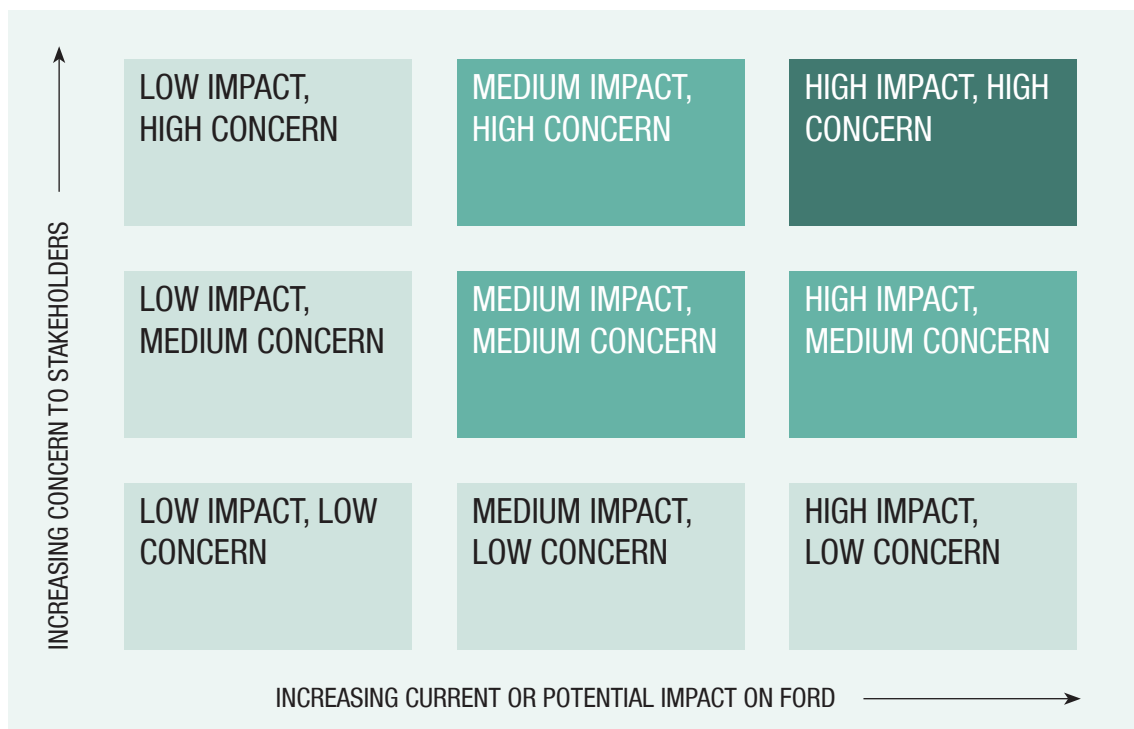 INCREASING CONCERN TO STAKEHOLDERS
LOW IMPACT,
HIGH CONCERN
MEDIUM IMPACT,
HIGH CONCERN
HIGH IMPACT, HIGH
CONCERN
LOW IMPACT,
MEDIUM CONCERN
MEDIUM IMPACT,
MEDIUM CONCERN
HIGH IMPACT,
MEDIUM CONCERN
LOW IMPACT, LOW
CONCERN
MEDIUM IMPACT,
LOW CONCERN
HIGH IMPACT,
LOW CONCERN
INCREASING CURRENT OR POTENTIAL IMPACT ON FORD